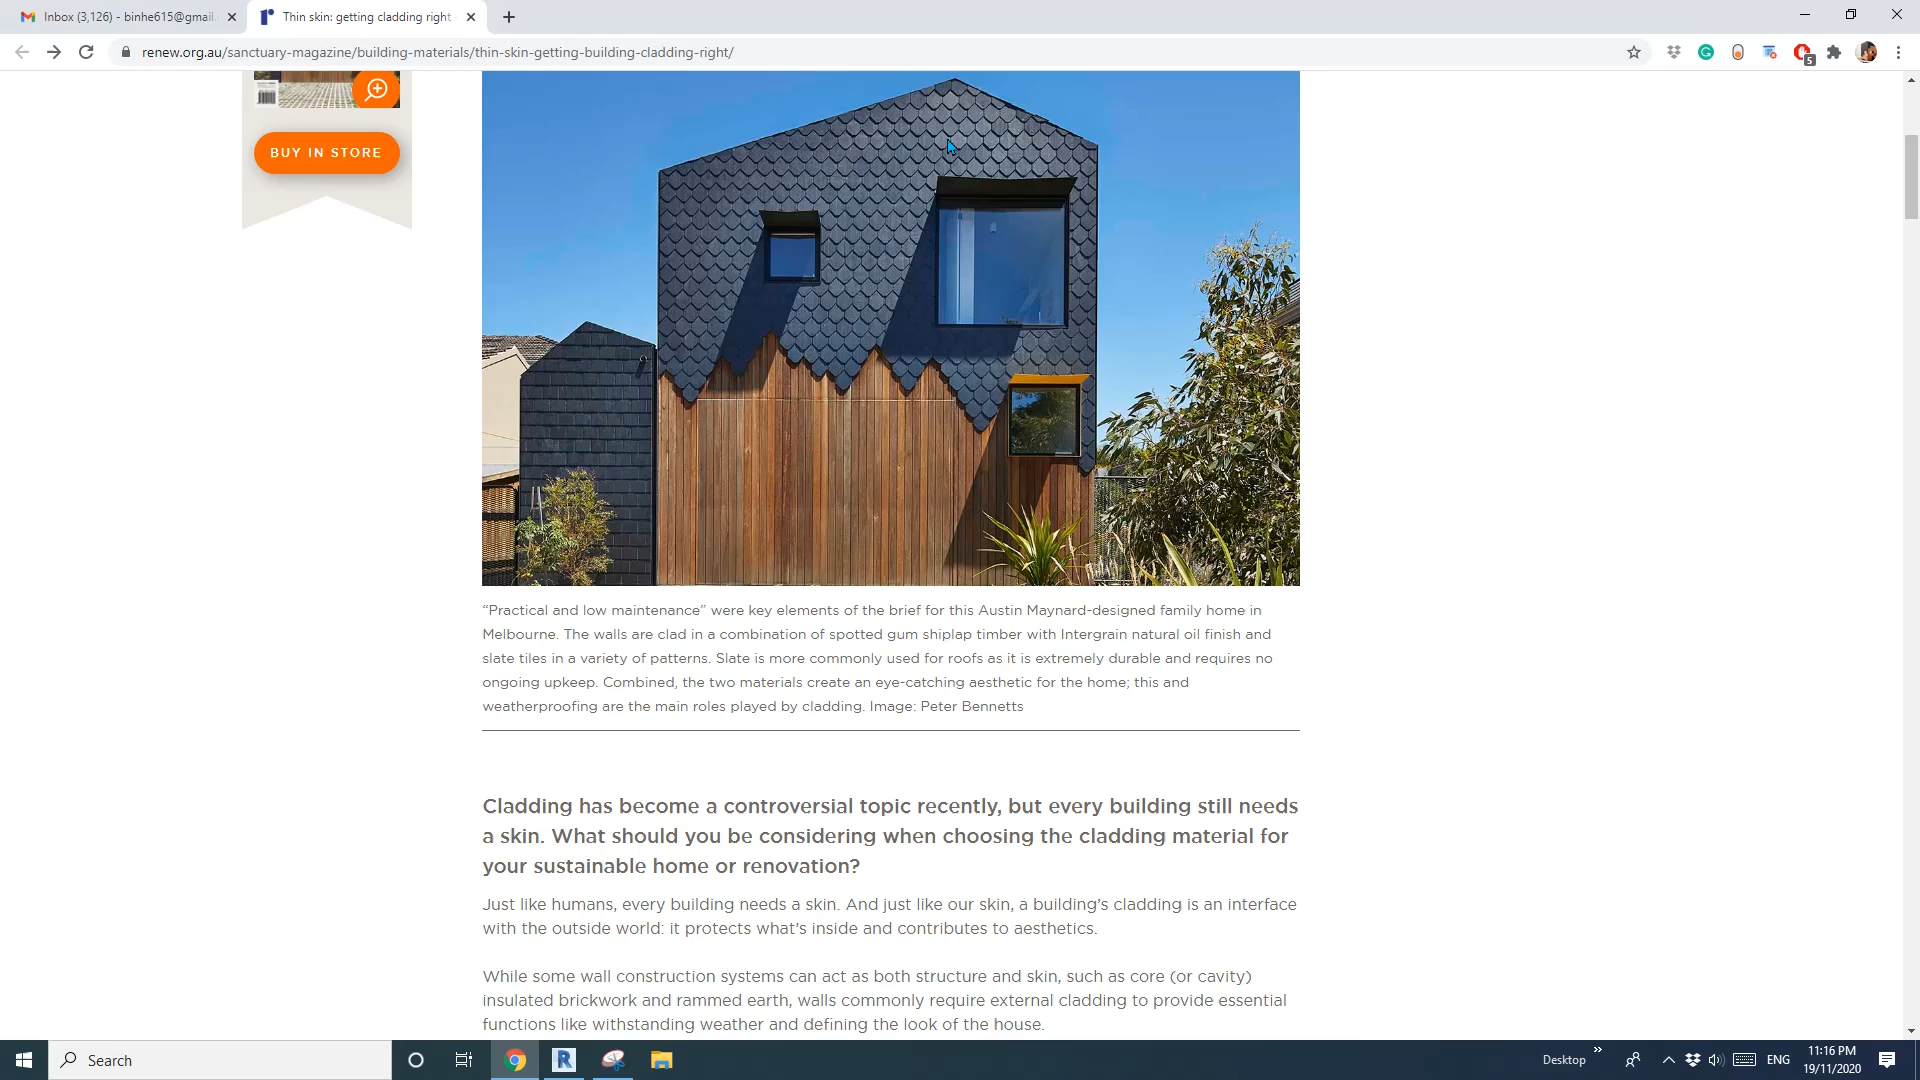 Inbox (3,126) - binhe615@gmail.
Thin skin: getting cladding right
renew.org.au/sanctuary-magazine/building-materials/thin-skin-getting-building-cladding-right/
5
BUY IN STORE
“Practical and low maintenance” were key elements of the brief for this Austin Maynard-designed family home in
Melbourne. The walls are clad in a combination of spotted gum shiplap timber with Intergrain natural oil finish and
slate tiles in a variety of patterns. Slate is more commonly used for roofs as it is extremely durable and requires no
ongoing upkeep. Combined, the two materials create an eye-catching aesthetic for the home; this and
weatherproofing are the main roles played by cladding. Image: Peter Bennetts
Cladding has become a controversial topic recently, but every building still needs
a skin. What should you be considering when choosing the cladding material for
your sustainable home or renovation?
Just like humans, every building needs a skin. And just like our skin, a building’s cladding is an interface
with the outside world: it protects what’s inside and contributes to aesthetics.
While some wall construction systems can act as both structure and skin, such as core (or cavity)
insulated brickwork and rammed earth, walls commonly require external cladding to provide essential
functions like withstanding weather and defining the look of the house.
Search
R
Desktop
ENG
11:16 PM
19/11/2020